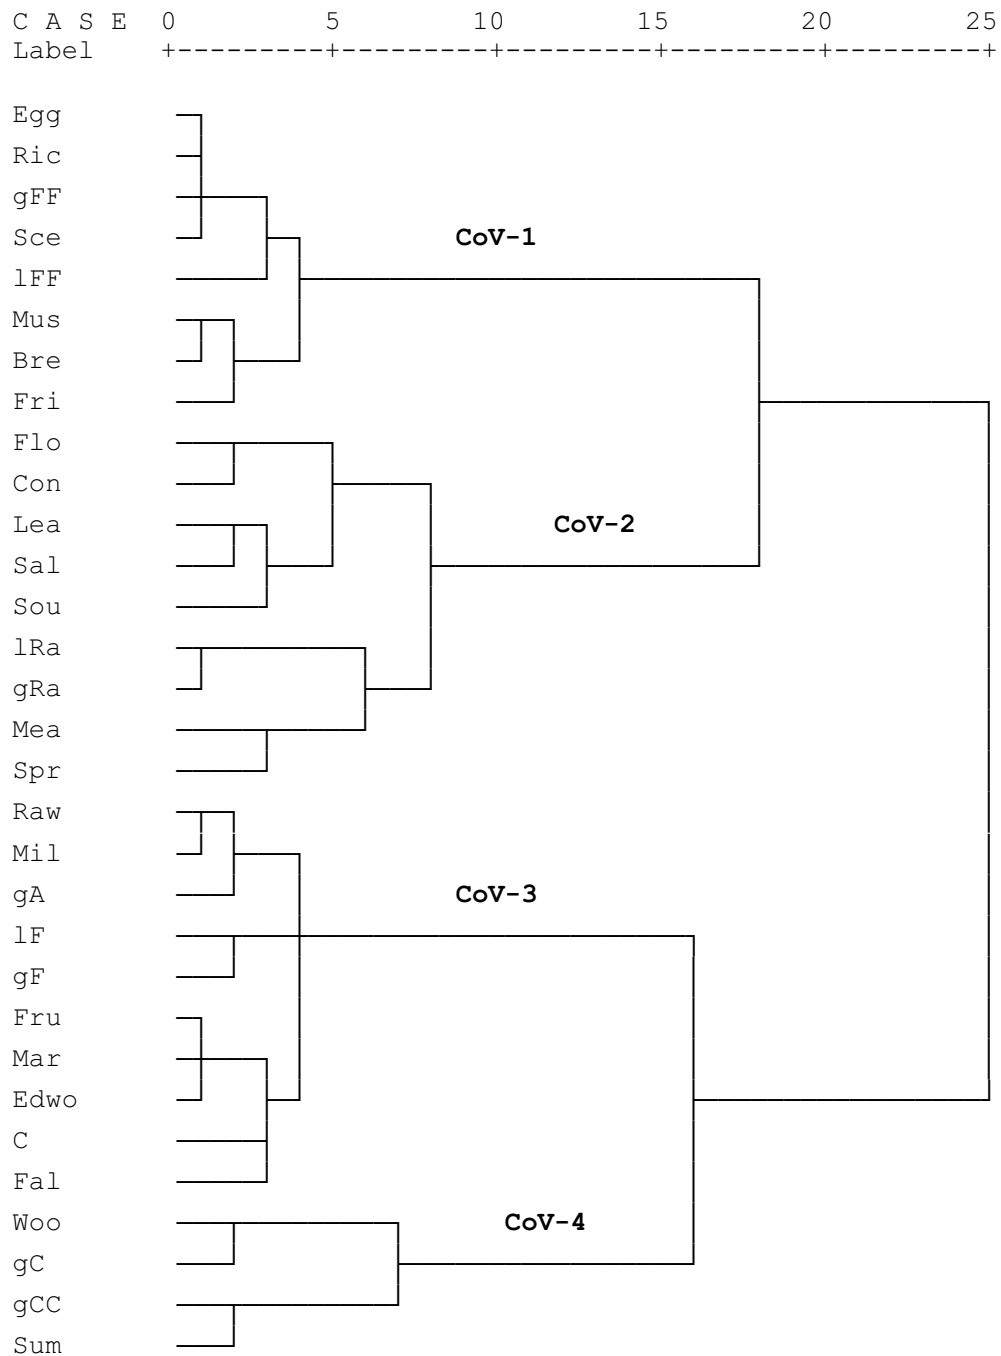 C A S E 0 5 10 15 20 25
Label +---------+---------+---------+---------+---------+
Egg
Ric
gFF
Sce CoV-1
lFF
Mus
Bre
Fri
Flo
Con
Lea CoV-2
Sal
Sou
lRa
gRa
Mea
Spr
Raw
Mil
gA CoV-3
lF
gF
Fru
Mar
Edwo
C
Fal
Woo CoV-4
gC
gCC
Sum